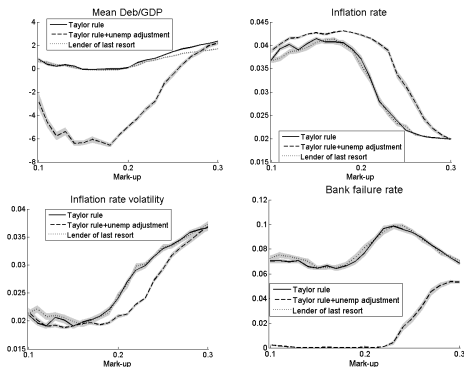 Mean Deb/GDP
Taylor rule
Taylor rule+unemp adjustment
Lender of last resort
4
2
0
-2
-4
-6
-8
0.1
0.2
0.3
Mark-up
Inflation rate
0.045
0.04
0.035
0.03
0.025
0.02
0.015
Taylor rule
Taylor rule+unemp adjustment
Lender of last resort
0.1
0.2
0.3
Mark-up
Inflation rate volatility
Taylor rule
Taylor rule+unemp adjustment
Lender of last resort
0.04
0.035
0.03
0.025
0.02
0.015
0.1
0.2
0.3
Mark-up
Bank failure rate
0.12
0.1
0.08
0.06
0.04
0.02
0
Taylor rule
Taylor rule+unemp adjustment
Lender of last resort
0.1
0.2
0.3
Mark-up